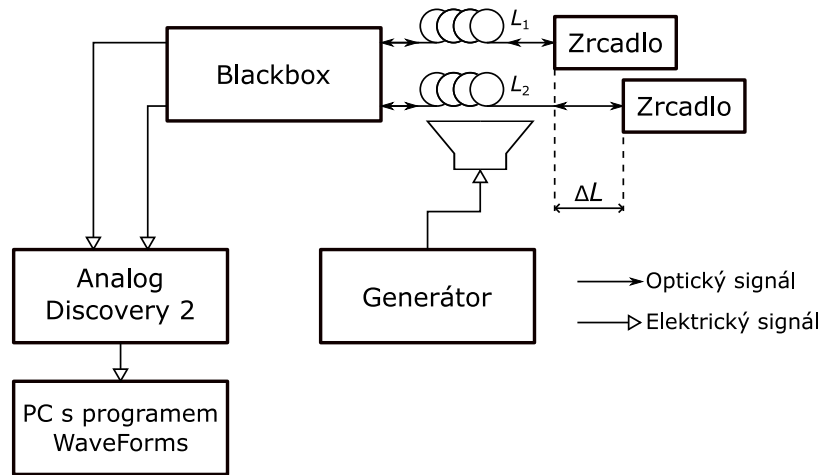 L₁
Zrcadlo
Blackbox
L₂
Zrcadlo
ΔL
Analog
Discovery 2
Generátor
Optický signál
Elektrický signál
PC s programem
WaveForms